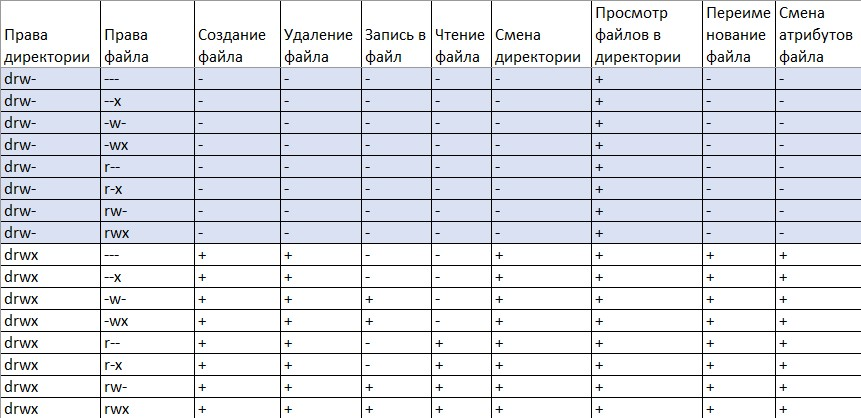 Права директории | Права файла | Создание файла | Удаление файла | Запись в файл | Чтение файла | Смена директории | Просмотр файлов в директории | Переименование файла | Смена атрибутов файла
drw- | --- | - | - | - | - | - | + | - | -
drw- | --x | - | - | - | - | - | + | - | -
drw- | -w- | - | - | - | - | - | + | - | -
drw- | -wx | - | - | - | - | - | + | - | -
drw- | r-- | - | - | - | - | - | + | - | -
drw- | r-x | - | - | - | - | - | + | - | -
drw- | rw- | - | - | - | - | - | + | - | -
drw- | rwx | - | - | - | - | - | + | - | -
drwx | --- | + | + | - | - | + | + | + | +
drwx | --x | + | + | - | - | + | + | + | +
drwx | -w- | + | + | + | - | + | + | + | +
drwx | -wx | + | + | + | - | + | + | + | +
drwx | r-- | + | + | - | + | + | + | + | +
drwx | r-x | + | + | - | + | + | + | + | +
drwx | rw- | + | + | + | + | + | + | + | +
drwx | rwx | + | + | + | + | + | + | + | +